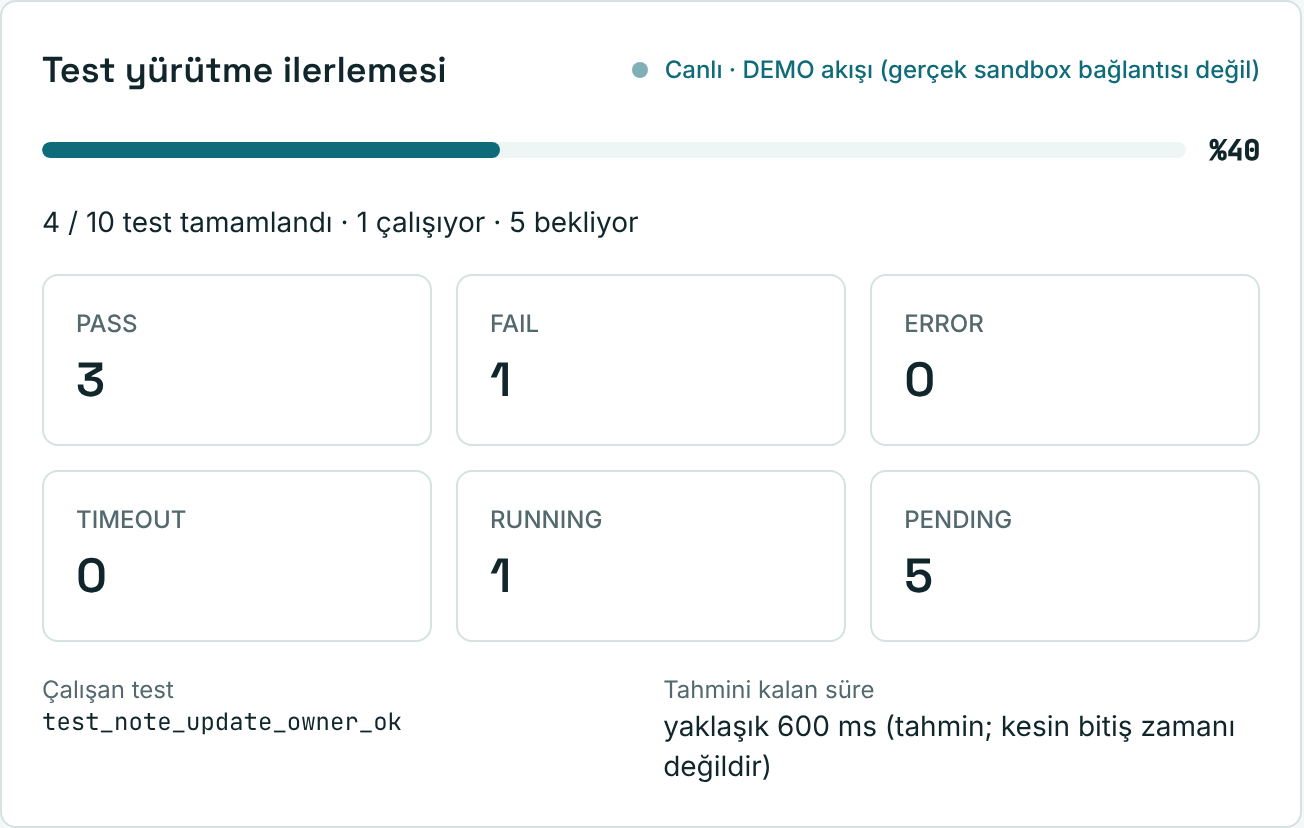 Test yürütme ilerlemesi
Canlı · DEMO akışı (gerçek sandbox bağlantısı değil)
%40
4 / 10 test tamamlandı · 1 çalışıyor · 5 bekliyor
PASS
3
FAIL
1
ERROR
0
TIMEOUT
0
RUNNING
1
PENDING
5
Çalışan test
test_note_update_owner_ok
Tahmini kalan süre
yaklaşık 600 ms (tahmin; kesin bitiş zamanı
değildir)